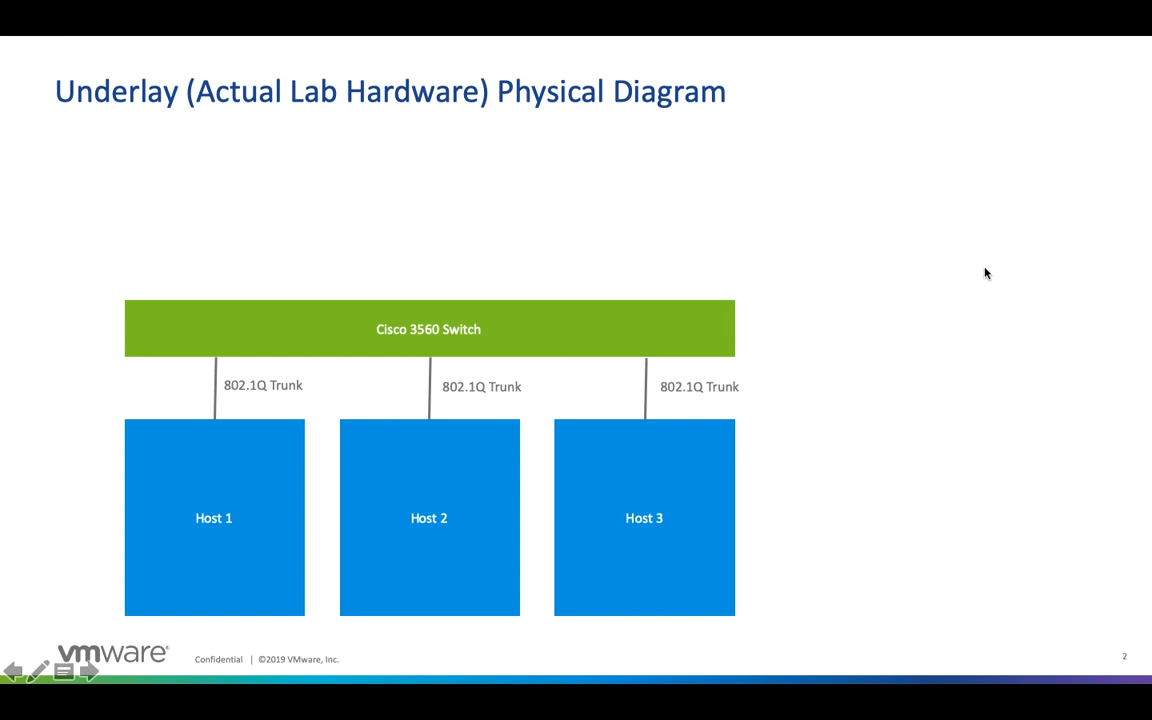 Underlay (Actual Lab Hardware) Physical Diagram
Cisco 3560 Switch
802.1Q Trunk
802.1Q Trunk
802.1Q Trunk
Host 1
Host 2
Host 3
vmware®
Confidential | ©2019 VMware, Inc.
2